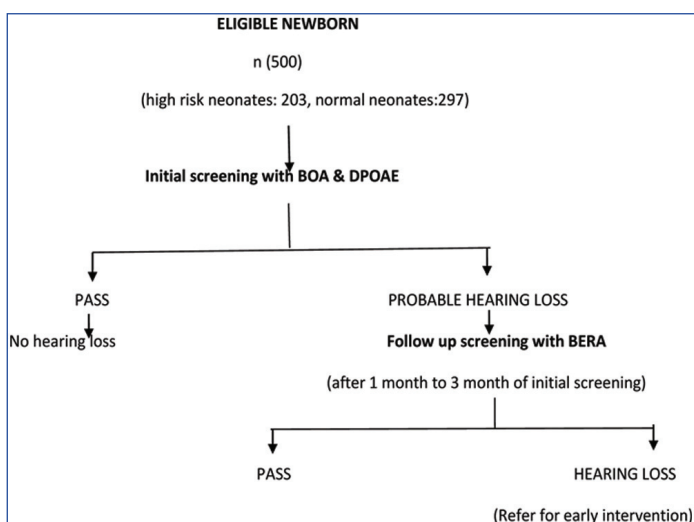 ELIGIBLE NEWBORN
n (500)
(high risk neonates: 203, normal neonates:297)
Initial screening with BOA & DPOAE
PASS
PROBABLE HEARING LOSS
No hearing loss
Follow up screening with BERA
(after 1 month to 3 month of initial screening)
PASS
HEARING LOSS
(Refer for early intervention)